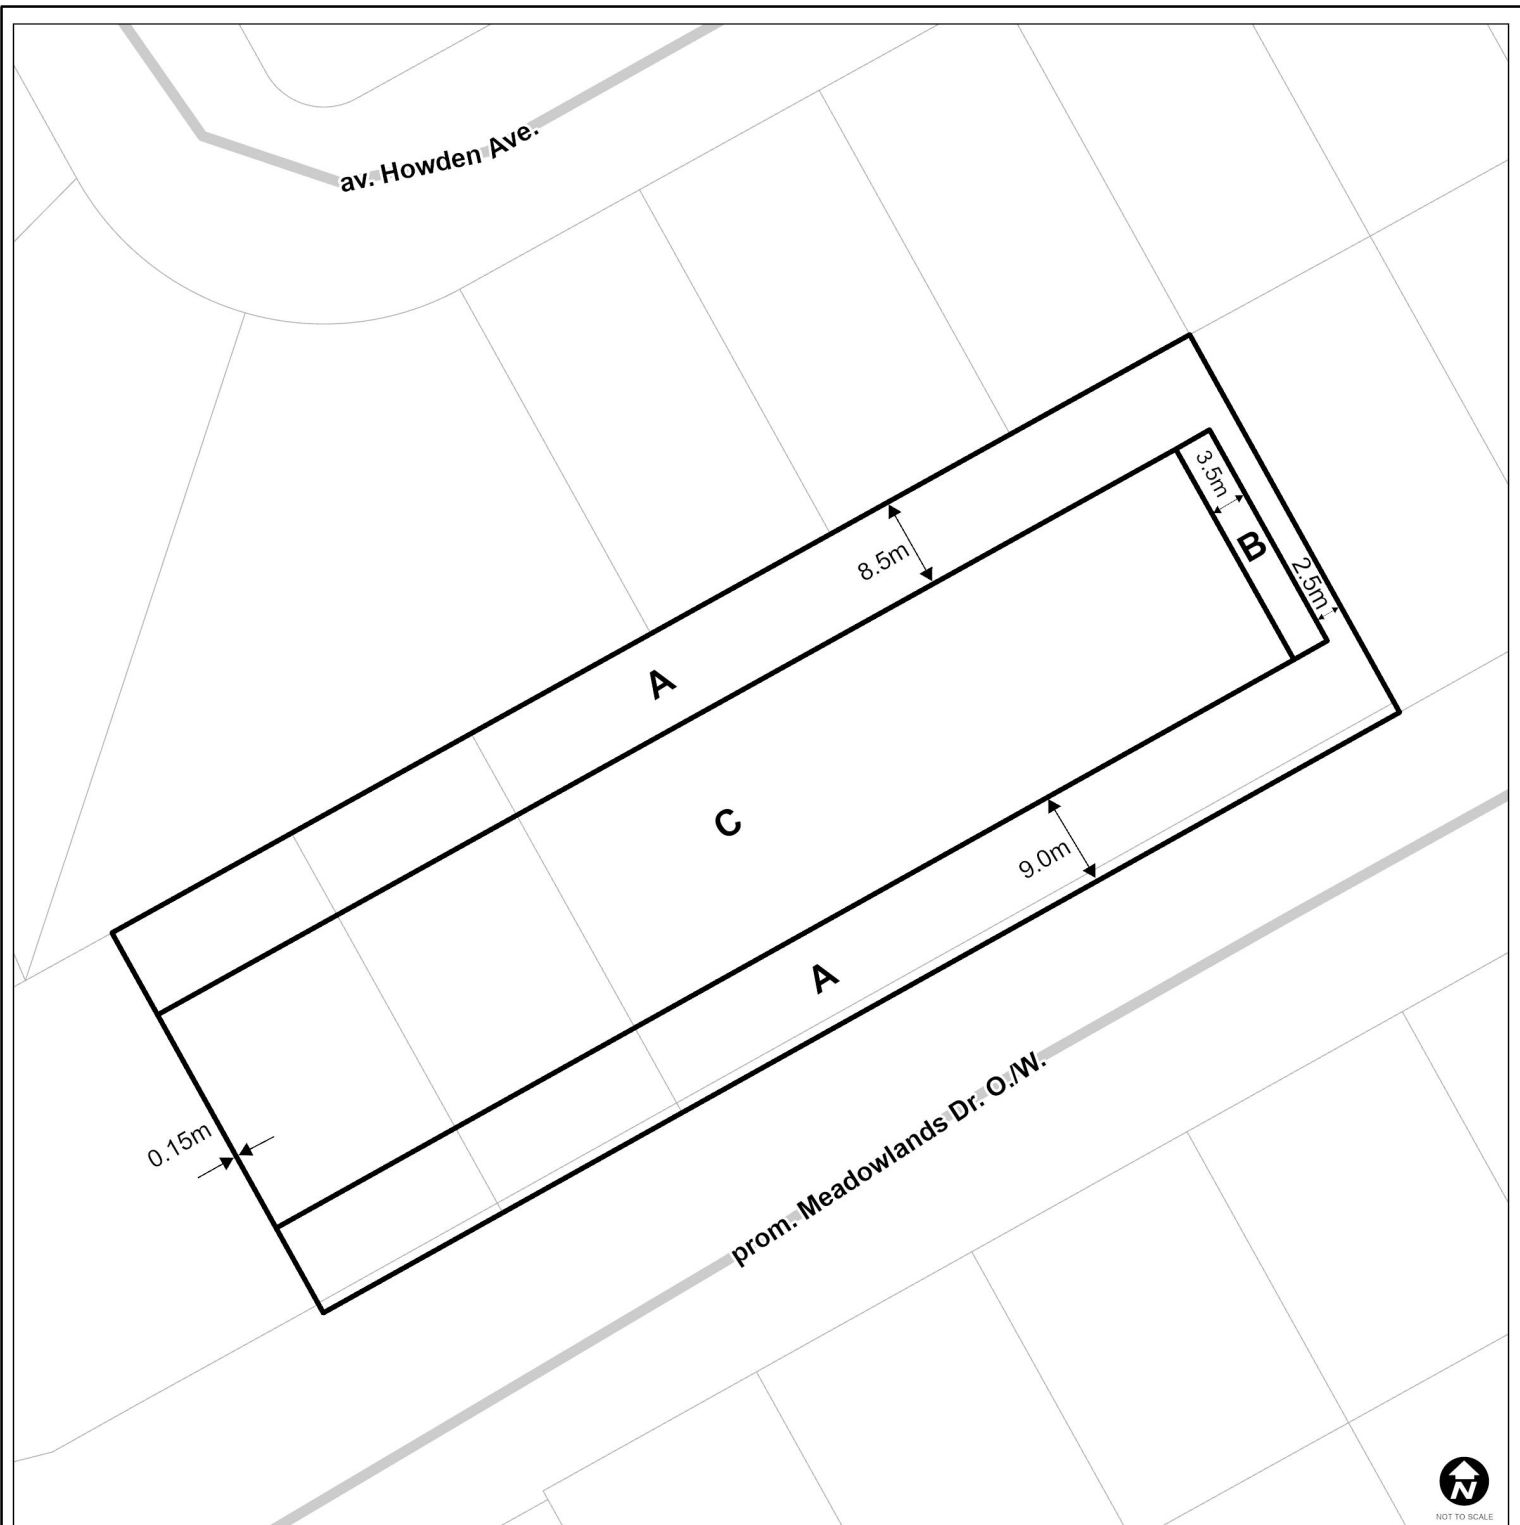 av. Howden Ave.
3.5m
B
8.5m
2.5m
A
C
9.0m
A
prom. Meadowlands Dr. O./W.
0.15m
N
NOT TO SCALE